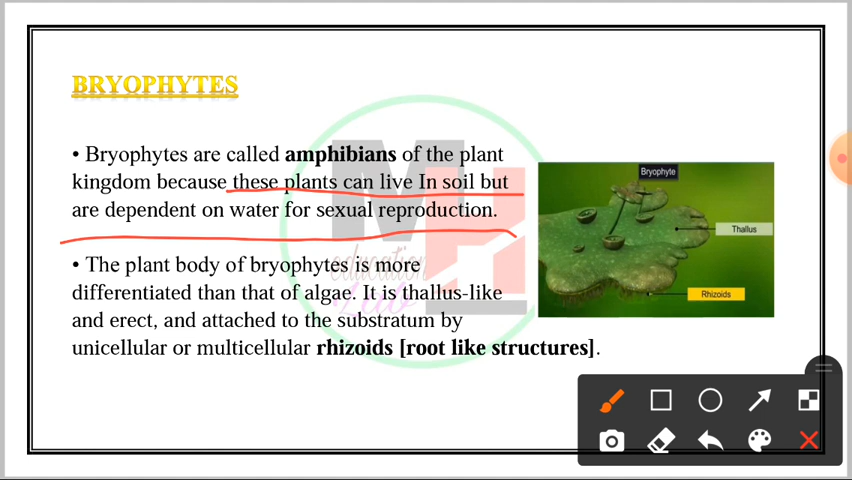 BRYOPHYTES
• Bryophytes are called amphibians of the plant
kingdom because these plants can live In soil but
are dependent on water for sexual reproduction.
• The plant body of bryophytes is more
differentiated than that of algae. It is thallus-like
and erect, and attached to the substratum by
unicellular or multicellular rhizoids [root like structures].
Bryophyte
Thallus
Rhizoids
MH
education
Lab